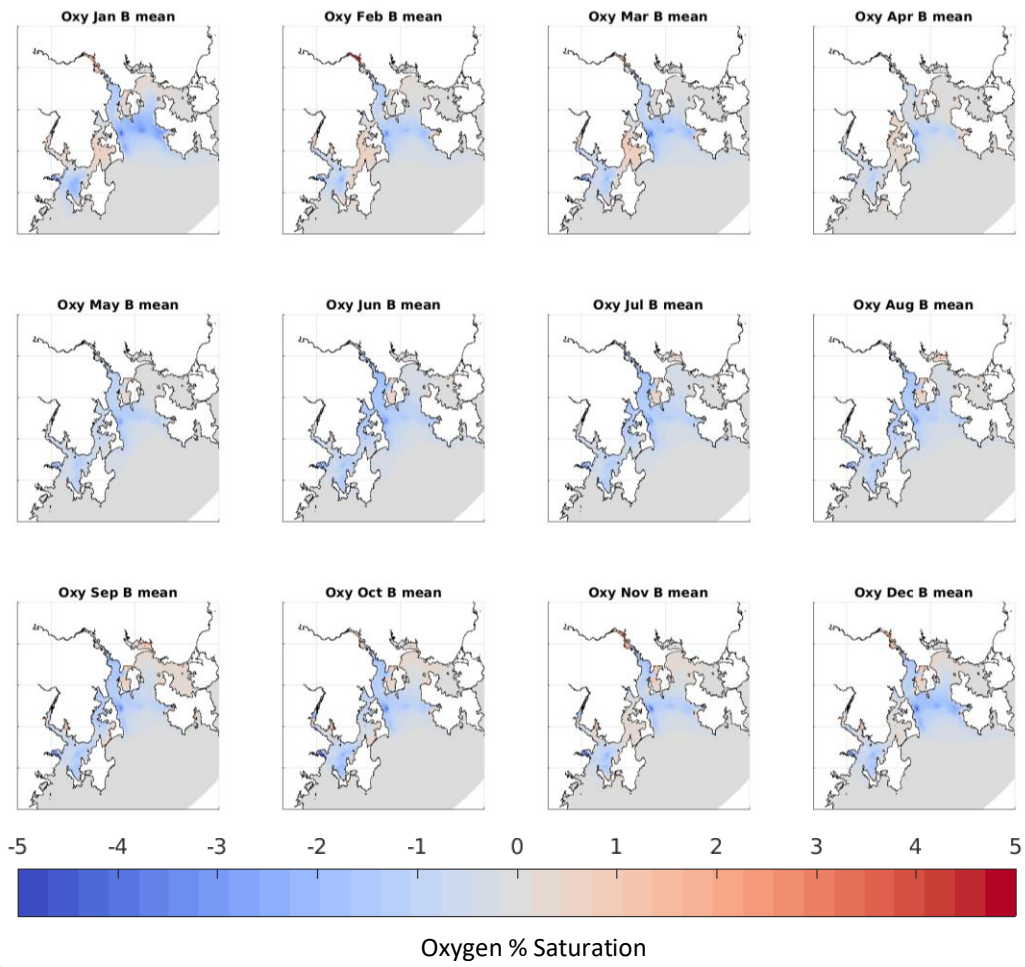 Oxy Jan B mean Oxy Feb B mean Oxy Mar B mean Oxy Apr B mean
Oxy May B mean Oxy Jun B mean Oxy Jul B mean Oxy Aug B mean
Oxy Sep B mean Oxy Oct B mean Oxy Nov B mean Oxy Dec B mean
-5 -4 -3 -2 -1 0 1 2 3 4 5
Oxygen % Saturation